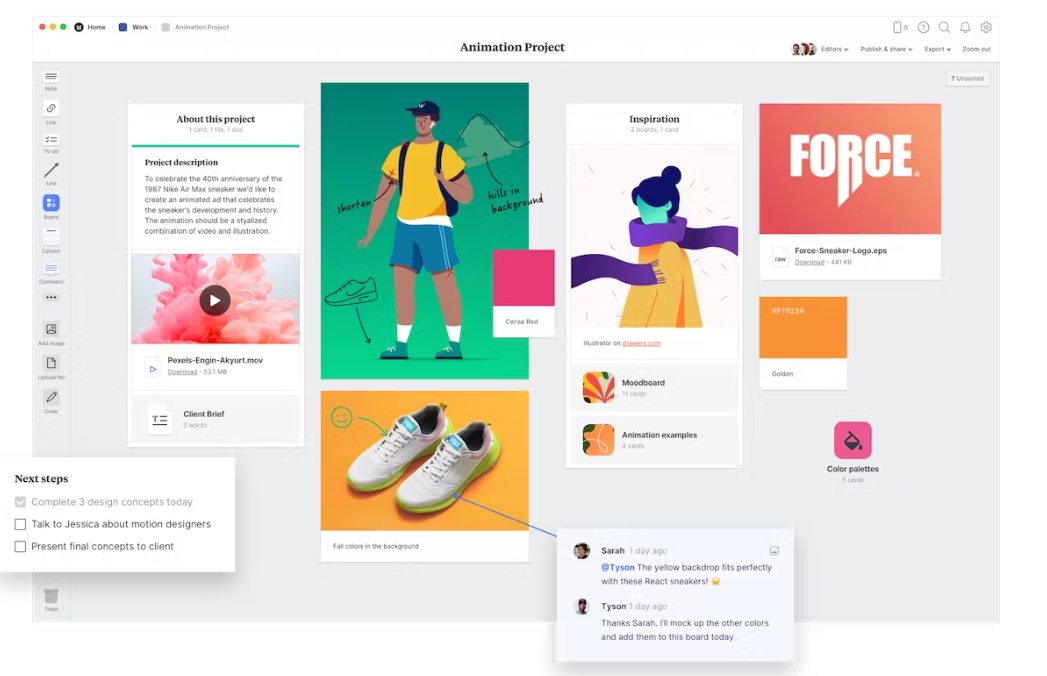 Home
Work
Animation Project
0
Animation Project
Editors
Publish & share
Export
Zoom out
7 Unsorted
Note
Link
To-do
Line
Board
Column
Comment
Add image
Upload file
Draw
Trash
About this project
1 card, 1 file, 1 doc
Project description
To celebrate the 40th anniversary of the
1987 Nike Air Max sneaker we'd like to
create an animated ad that celebrates
the sneaker's development and history.
The animation should be a stylized
combination of video and illustration.
Pexels-Engin-Akyurt.mov
Download - 53.1 MB
Client Brief
0 words
Next steps
Complete 3 design concepts today
Talk to Jessica about motion designers
Present final concepts to client
shorten
hills in
background
Cerise Red
Fall colors in the background
Inspiration
2 boards, 1 card
Illustrator on drawers.com
Moodboard
11 cards
Animation examples
4 cards
FORCE®
raw
Force-Sneaker-Logo.eps
Download - 441 KB
Golden
Color palettes
5 cards
Sarah 1 day ago
@Tyson The yellow backdrop fits perfectly
with these React sneakers!
Tyson 1 day ago
Thanks Sarah. I'll mock up the other colors
and add them to this board today.